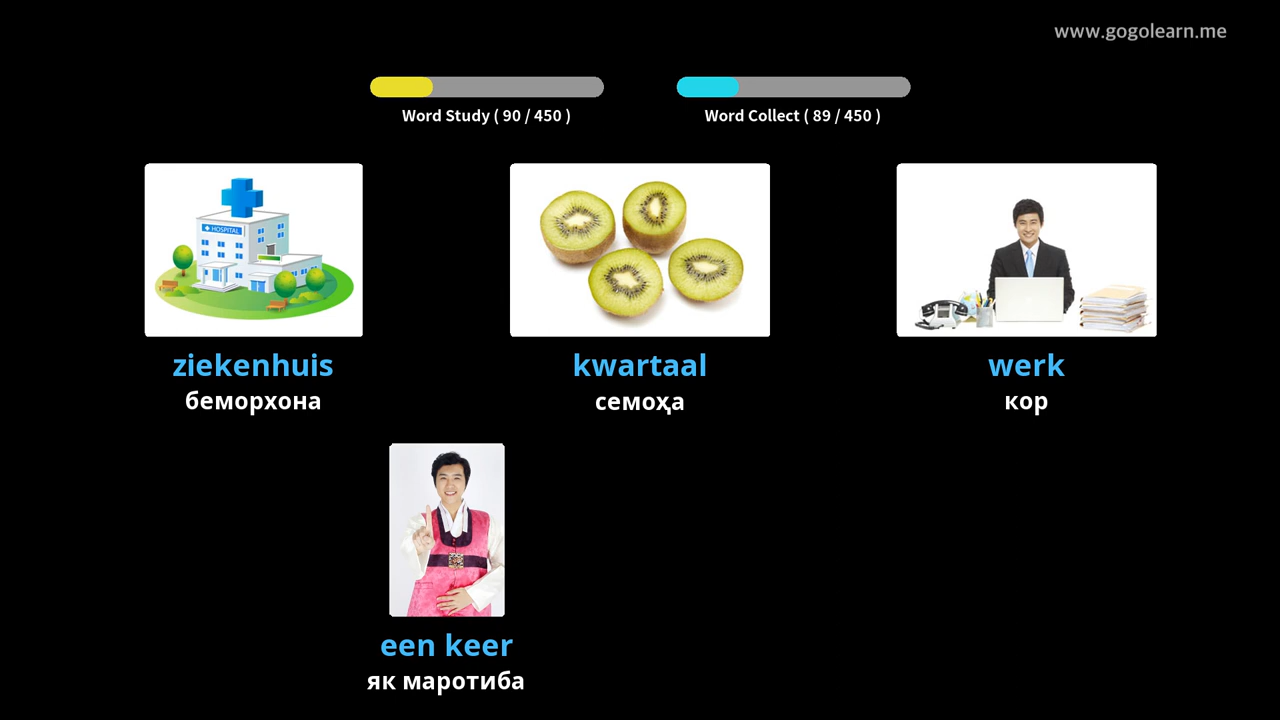 www.gogolearn.me
Word Study ( 90 / 450 )
Word Collect ( 89 / 450 )
HOSPITAL
ziekenhuis
беморхона
kwartaal
семоҳа
werk
кор
een keer
як маротиба